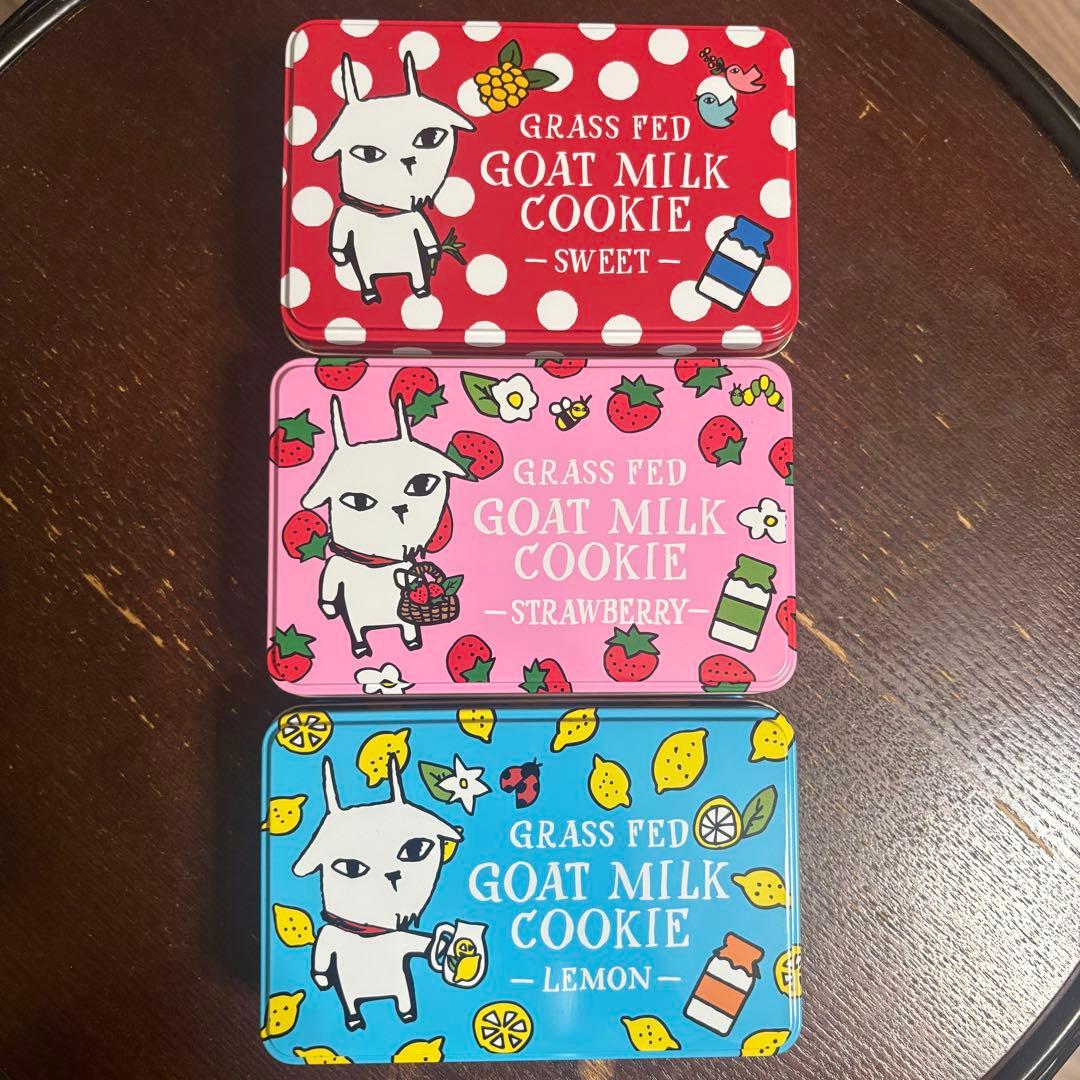 GRASS FED
GOAT MILK
COOKIE
— SWEET —
GRASS FED
GOAT MILK
COOKIE
—STRAWBERRY—
GRASS FED
GOAT MILK
COOKIE
— LEMON —